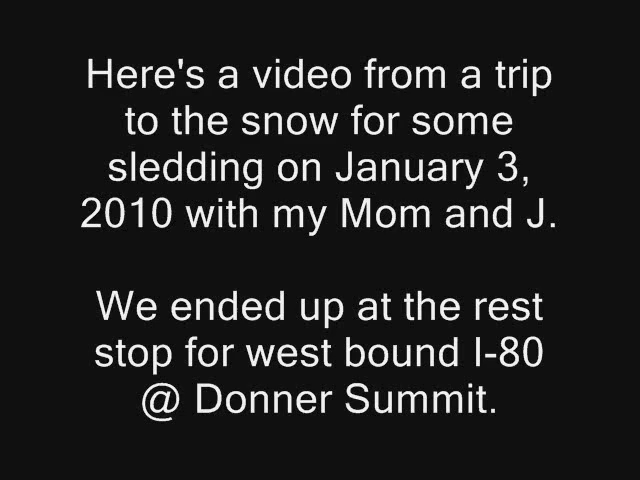 Here's a video from a trip
to the snow for some
sledding on January 3,
2010 with my Mom and J.
We ended up at the rest
stop for west bound I-80
@ Donner Summit.